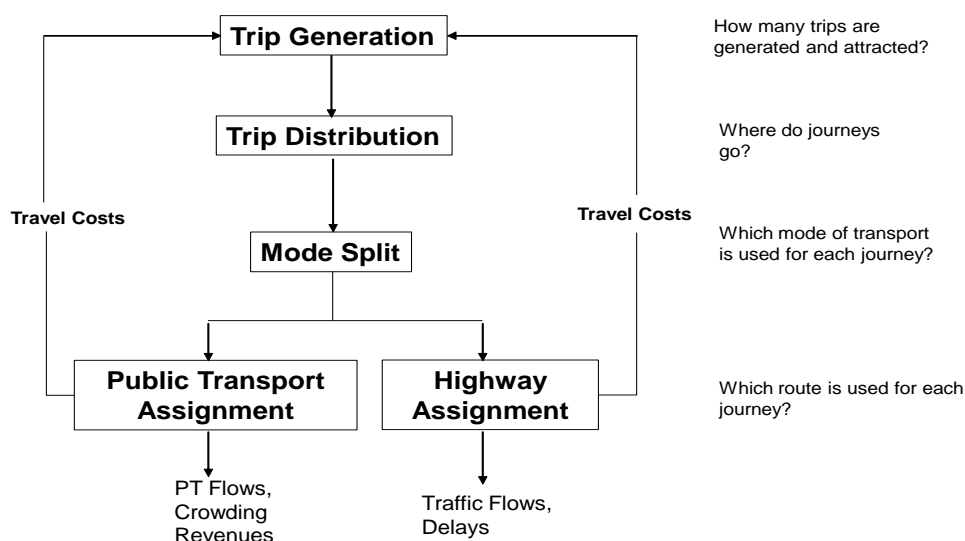 Trip Generation
How many trips are
generated and attracted?
Trip Distribution
Where do journeys
go?
Travel Costs
Travel Costs
Mode Split
Which mode of transport
is used for each journey?
Public Transport
Assignment
Highway
Assignment
Which route is used for each
journey?
PT Flows,
Crowding
Revenues
Traffic Flows,
Delays